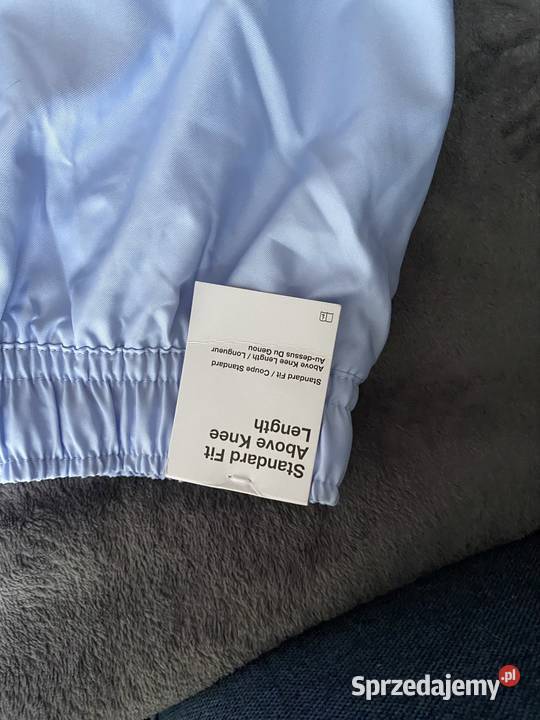 Standard Fit
Above Knee
Length
Standard Fit / Coupe Standard
Above Knee Length / Longueur
Au-dessus Du Genou
Sprzedajemy.pl